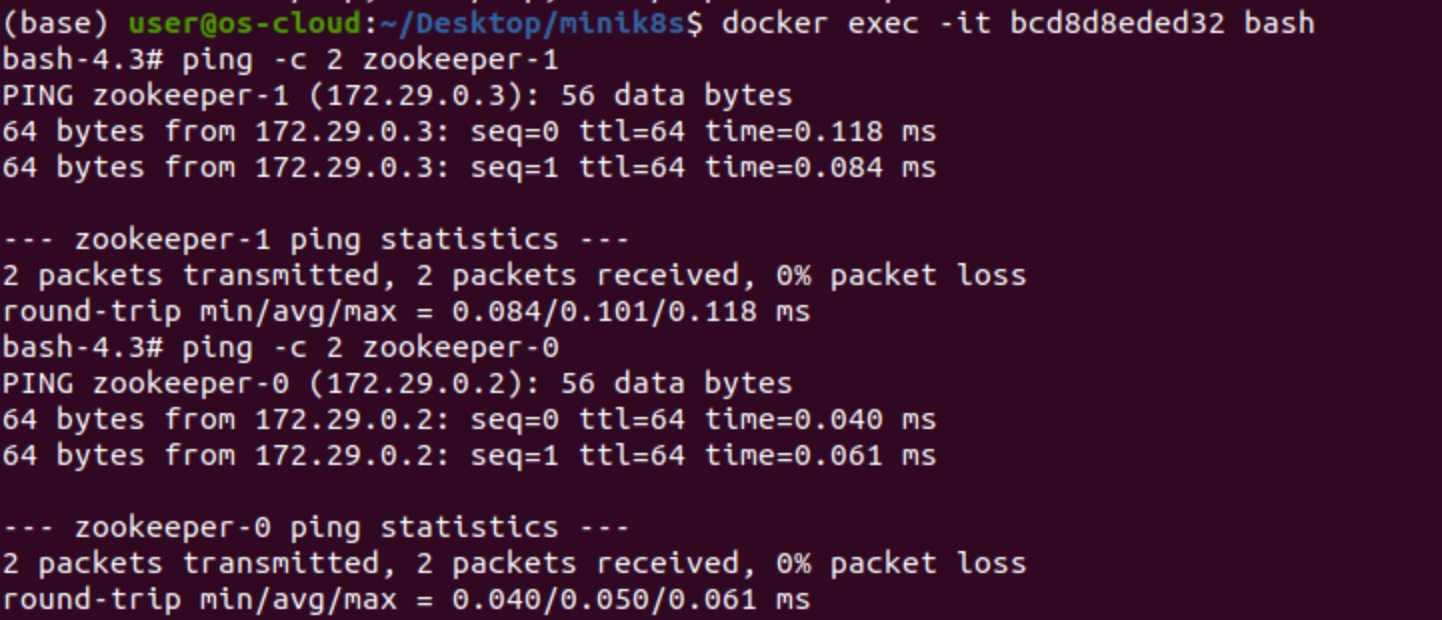 (base) user@os-cloud:~/Desktop/minik8s$ docker exec -it bcd8d8eded32 bash
bash-4.3# ping -c 2 zookeeper-1
PING zookeeper-1 (172.29.0.3): 56 data bytes
64 bytes from 172.29.0.3: seq=0 ttl=64 time=0.118 ms
64 bytes from 172.29.0.3: seq=1 ttl=64 time=0.084 ms
--- zookeeper-1 ping statistics ---
2 packets transmitted, 2 packets received, 0% packet loss
round-trip min/avg/max = 0.084/0.101/0.118 ms
bash-4.3# ping -c 2 zookeeper-0
PING zookeeper-0 (172.29.0.2): 56 data bytes
64 bytes from 172.29.0.2: seq=0 ttl=64 time=0.040 ms
64 bytes from 172.29.0.2: seq=1 ttl=64 time=0.061 ms
--- zookeeper-0 ping statistics ---
2 packets transmitted, 2 packets received, 0% packet loss
round-trip min/avg/max = 0.040/0.050/0.061 ms